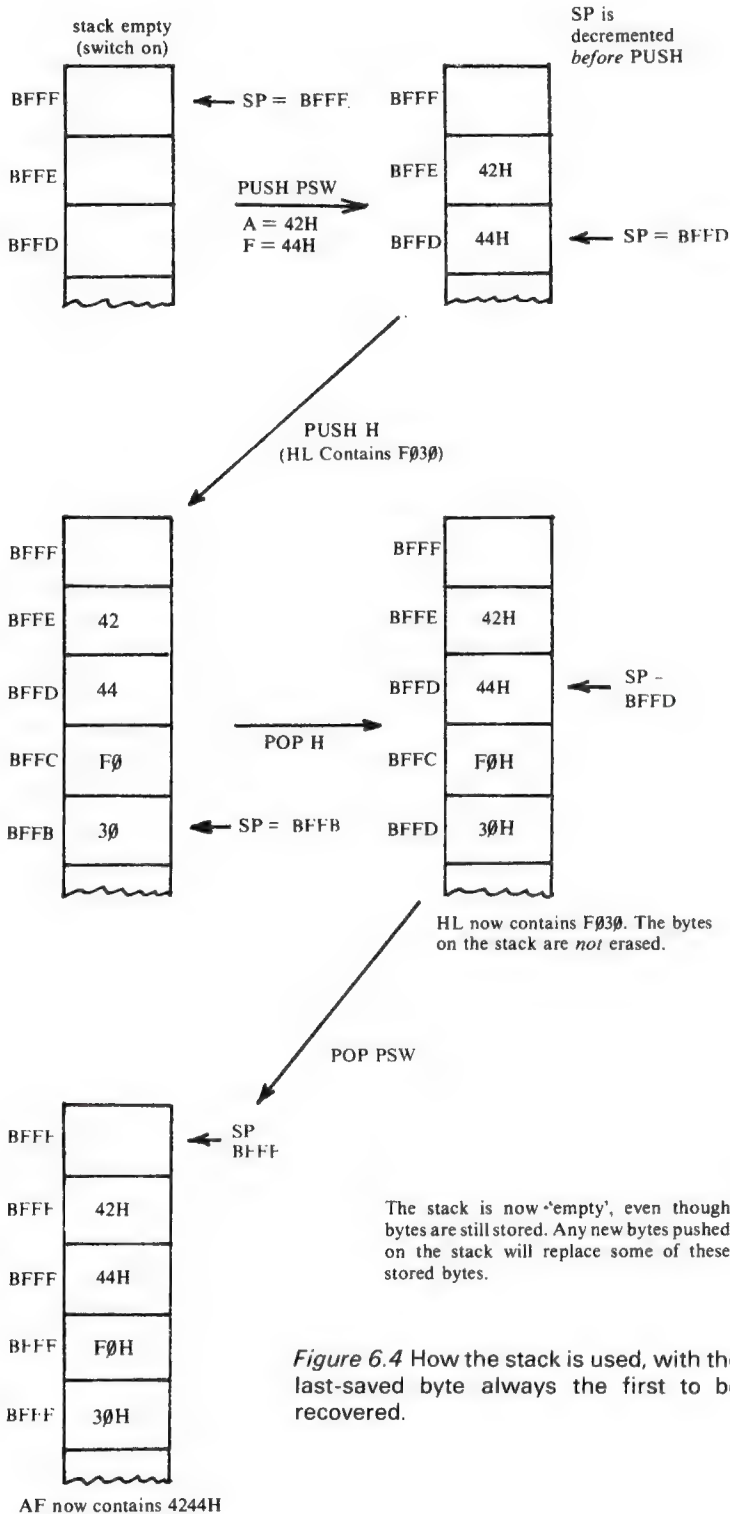 stack empty
(switch on)
SP is
decremented
before PUSH
BFFF
SP = BFFF
BFFF
BFFE
BFFE
42H
PUSH PSW
A = 42H
F = 44H
BFFD
BFFD
44H
SP = BFFD
PUSH H
(HL Contains FØ3Ø)
BFFF
BFFF
BFFE
42
BFFE
42H
BFFD
44
BFFD
44H
SP -
BFFD
POP H
BFFC
FØ
BFFC
FØH
BFFB
3Ø
SP = BFFB
BFFD
3ØH
HL now contains FØ3Ø. The bytes
on the stack are not erased.
POP PSW
BFFF
SP
BFFF
BFFF
42H
The stack is now 'empty', even though
bytes are still stored. Any new bytes pushed
on the stack will replace some of these
stored bytes.
BFFF
44H
BFFF
FØH
BFFF
3ØH
Figure 6.4 How the stack is used, with the
last-saved byte always the first to be
recovered.
AF now contains 4244H